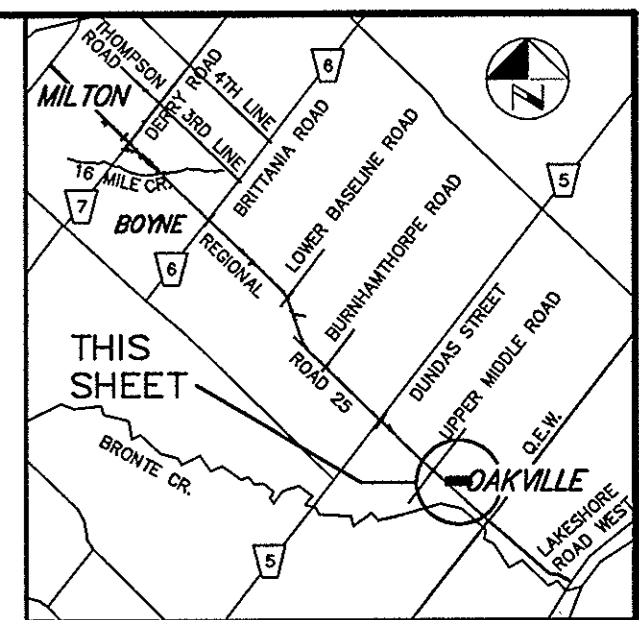 THOMPSON
ROAD
DERRY ROAD
4TH LINE
3RD LINE
6
N
MILTON
16 MILE CR.
BRITTANIA ROAD
LOWER BASELINE ROAD
BURNHAMTHORPE ROAD
5
7
BOYNE
6
REGIONAL
ROAD 25
THIS
SHEET
DUNDAS STREET
UPPER MIDDLE ROAD
Q.E.W.
BRONTE CR.
OAKVILLE
LAKESHORE
ROAD WEST
5